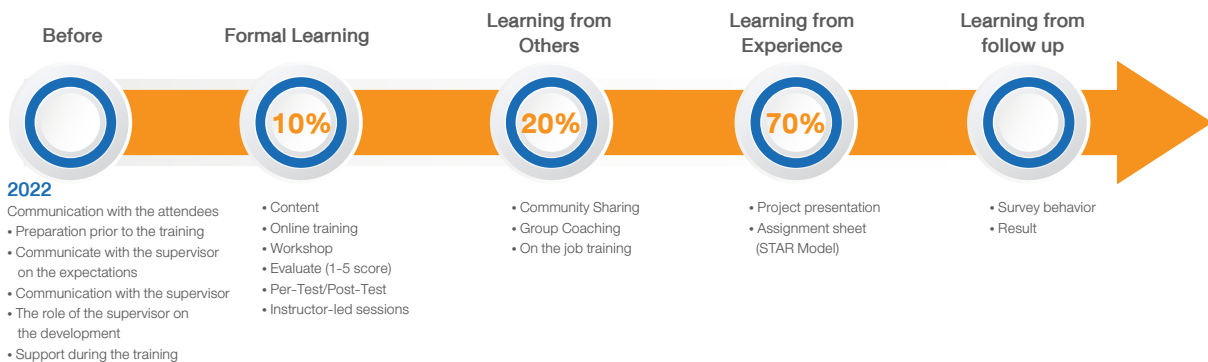 Before
Formal Learning
Learning from
Others
Learning from
Experience
Learning from
follow up
10%
20%
70%
2022
Communication with the attendees
• Preparation prior to the training
• Communicate with the supervisor
on the expectations
• Communication with the supervisor
• The role of the supervisor on
the development
• Support during the training
• Content
• Online training
• Workshop
• Evaluate (1-5 score)
• Per-Test/Post-Test
• Instructor-led sessions
• Community Sharing
• Group Coaching
• On the job training
• Project presentation
• Assignment sheet
(STAR Model)
• Survey behavior
• Result